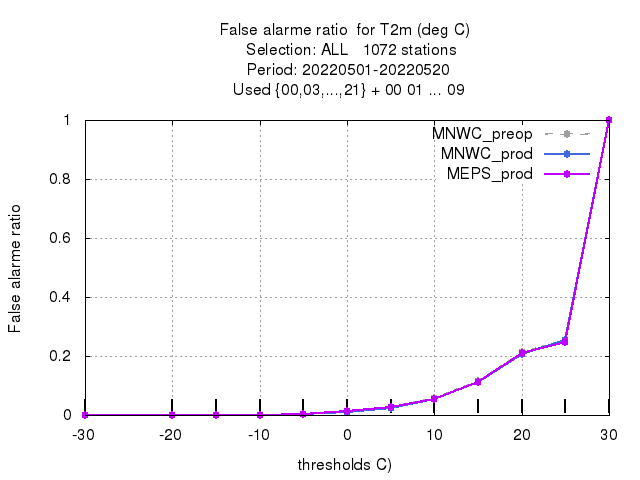 False alarme ratio  for T2m (deg C)
Selection: ALL   1072 stations
Period: 20220501-20220520
Used {00,03,...,21} + 00 01 ... 09
MNWC_preop
MNWC_prod
MEPS_prod
1
0.8
0.6
0.4
0.2
0
False alarme ratio
-30 -20 -10 0 10 20 30
thresholds C)